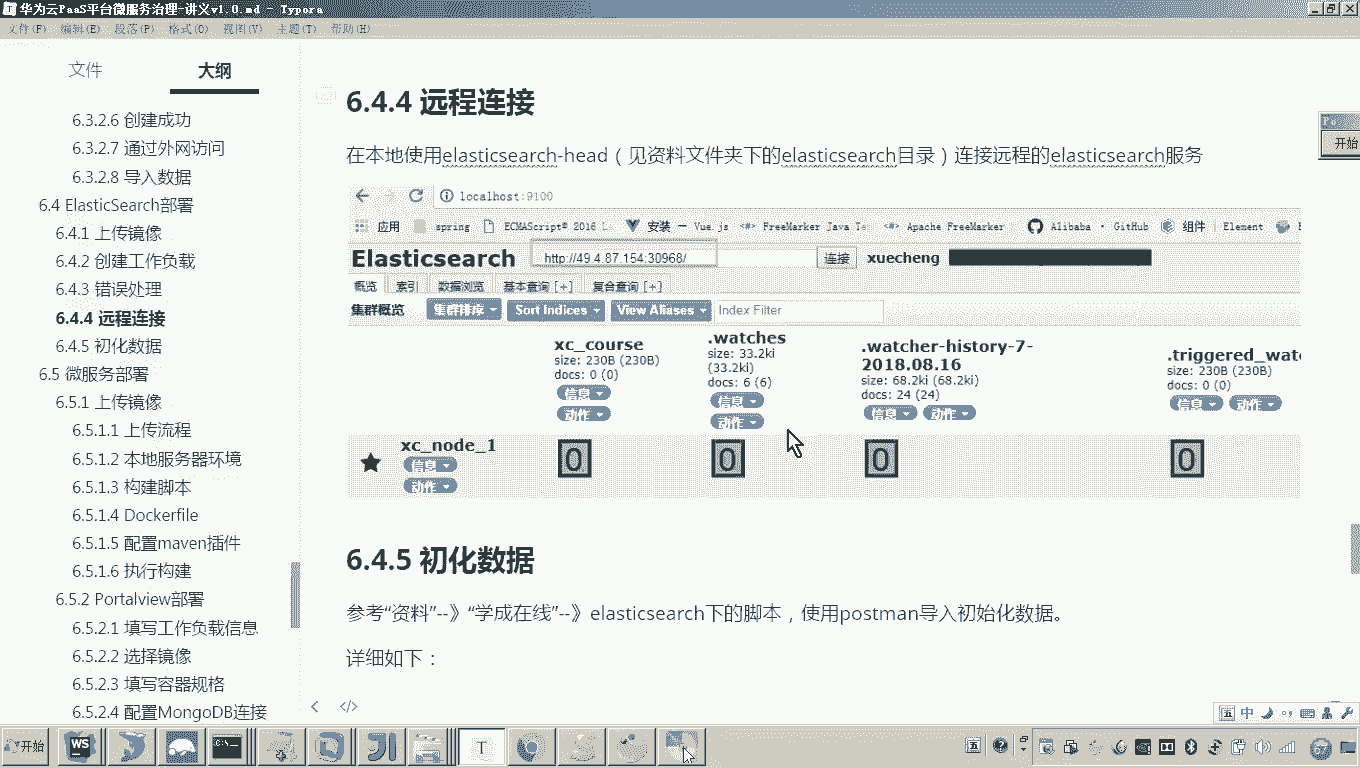 华为云PaaS平台微服务治理-讲义v1.0.md - Typora
文件(F) 编辑(E) 段落(P) 格式(O) 视图(V) 主题(T) 帮助(H)
文件 大纲
6.3.2.6 创建成功
6.3.2.7 通过外网访问
6.3.2.8 导入数据
6.4 ElasticSearch部署
6.4.1 上传镜像
6.4.2 创建工作负载
6.4.3 错误处理
6.4.4 远程连接
6.4.5 初化数据
6.5 微服务部署
6.5.1 上传镜像
6.5.1.1 上传流程
6.5.1.2 本地服务器环境
6.5.1.3 构建脚本
6.5.1.4 Dockerfile
6.5.1.5 配置maven插件
6.5.1.6 执行构建
6.5.2 Portalview部署
6.5.2.1 填写工作负载信息
6.5.2.2 选择镜像
6.5.2.3 填写容器规格
6.5.2.4 配置MongoDB连接
6.4.4 远程连接
在本地使用elasticsearch-head（见资料文件夹下的elasticsearch目录）连接远程的elasticsearch服务
localhost:9100
应用 spring ECMAScript® 2016 L 安装 — Vue.js FreeMarker Java Te Apache FreeMarker Alibaba · GitHub 组件 Element
Elasticsearch http://49.4.87.154:30968/ 连接 xuecheng
概览 索引 数据浏览 基本查询 [+] 复合查询 [+]
集群概览 集群排序 Sort Indices View Aliases Index Filter
xc_course
size: 230B (230B)
docs: 0 (0)
信息
动作
.watches
size: 33.2ki
(33.2ki)
docs: 6 (6)
信息
动作
.watcher-history-7-
2018.08.16
size: 68.2ki (68.2ki)
docs: 24 (24)
信息 动作
.triggered_watc
size: 230B (230B)
docs: 0 (0)
信息 动作
xc_node_1
信息
动作
0 0 0 0
6.4.5 初化数据
参考“资料”--》“学成在线”--》elasticsearch下的脚本，使用postman导入初始化数据。
详细如下：
开始
中
开始
67